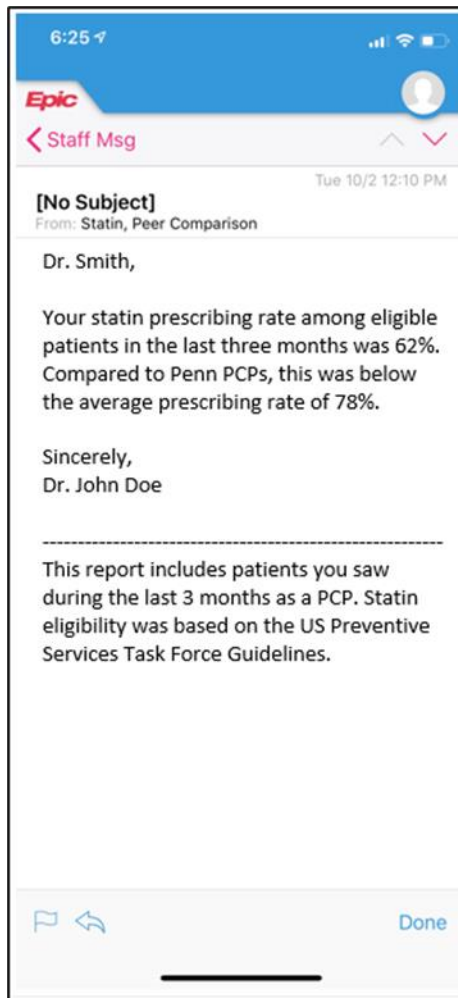 6:25
Epic
Staff Msg
Tue 10/2 12:10 PM
[No Subject]
From: Statin, Peer Comparison
Dr. Smith,
Your statin prescribing rate among eligible
patients in the last three months was 62%.
Compared to Penn PCPs, this was below
the average prescribing rate of 78%.
Sincerely,
Dr. John Doe
--------------------------------------------------------
This report includes patients you saw
during the last 3 months as a PCP. Statin
eligibility was based on the US Preventive
Services Task Force Guidelines.
Done